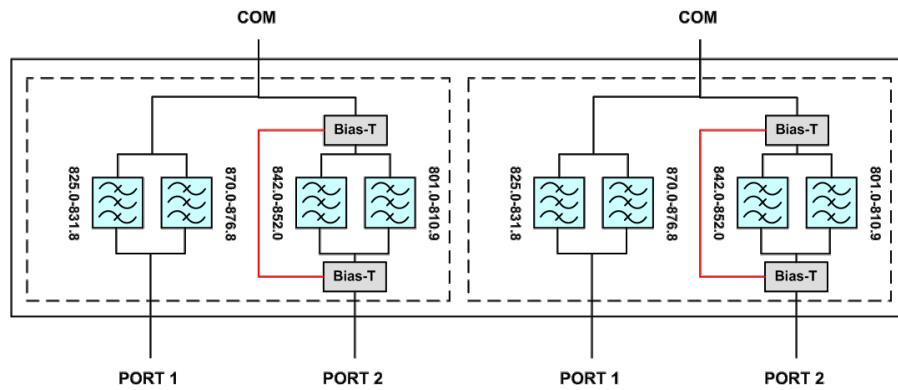 COM
COM
Bias-T
Bias-T
825.0-831.8
870.0-876.8
842.0-852.0
801.0-810.9
825.0-831.8
870.0-876.8
842.0-852.0
801.0-810.9
Bias-T
Bias-T
PORT 1
PORT 2
PORT 1
PORT 2